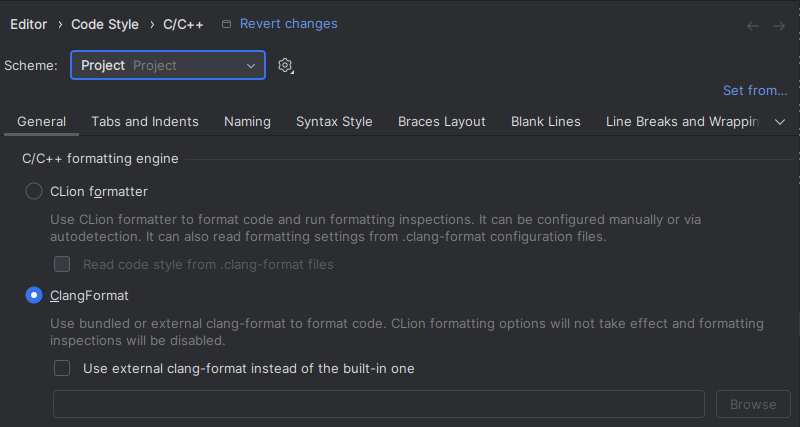 Editor › Code Style › C/C++ Revert changes
Scheme: Project Project
Set from...
General Tabs and Indents Naming Syntax Style Braces Layout Blank Lines Line Breaks and Wrappin
C/C++ formatting engine
CLion formatter
Use CLion formatter to format code and run formatting inspections. It can be configured manually or via
autodetection. It can also read formatting settings from .clang-format configuration files.
Read code style from .clang-format files
ClangFormat
Use bundled or external clang-format to format code. CLion formatting options will not take effect and formatting
inspections will be disabled.
Use external clang-format instead of the built-in one
Browse